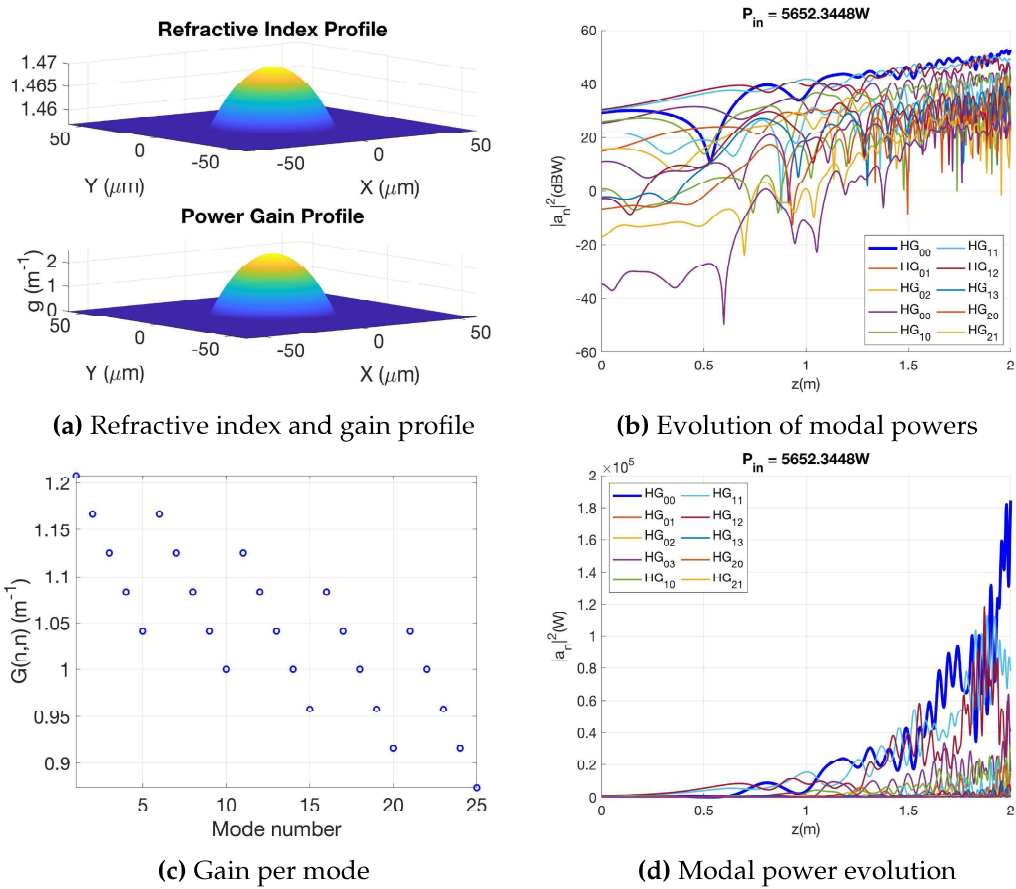 Refractive Index Profile
1.47
1.465
1.46
50
0
-50
-50
0
50
Y (μm)
X (μm)
Power Gain Profile
g (m-1)
2
1
0
50
0
-50
-50
0
50
Y (μm)
X (μm)
(a) Refractive index and gain profile
Pin = 5652.3448W
|an|2(dBW)
60
40
20
0
-20
-40
-60
0
0.5
1
1.5
2
z(m)
HG00 HG11
HG01 HG12
HG02 HG13
HG00 HG20
HG10 HG21
(b) Evolution of modal powers
G(n,n) (m-1)
1.2
1.15
1.1
1.05
1
0.95
0.9
5
10
15
20
25
Mode number
(c) Gain per mode
Pin = 5652.3448W
×105
|an|2(W)
2
1.8
1.6
1.4
1.2
1
0.8
0.6
0.4
0.2
0
0
0.5
1
1.5
2
z(m)
HG00 HG11
HG01 HG12
HG02 HG13
HG03 HG20
HG10 HG21
(d) Modal power evolution